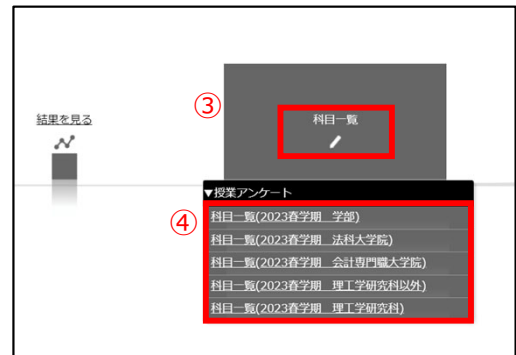 ③
結果を見る
科目一覧
▼授業アンケート
④
科目一覧(2023春学期　学部)
科目一覧(2023春学期　法科大学院)
科目一覧(2023春学期　会計専門職大学院)
科目一覧(2023春学期　理工学研究科以外)
科目一覧(2023春学期　理工学研究科)